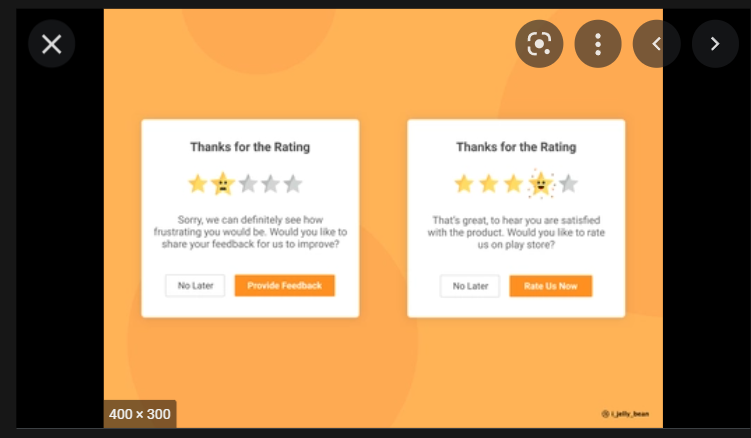 Thanks for the Rating
Sorry, we can definitely see how
frustrating you would be. Would you like to
share your feedback for us to improve?
No Later
Provide Feedback
Thanks for the Rating
That's great, to hear you are satisfied
with the product. Would you like to rate
us on play store?
No Later
Rate Us Now
i_jelly_bean
400 × 300